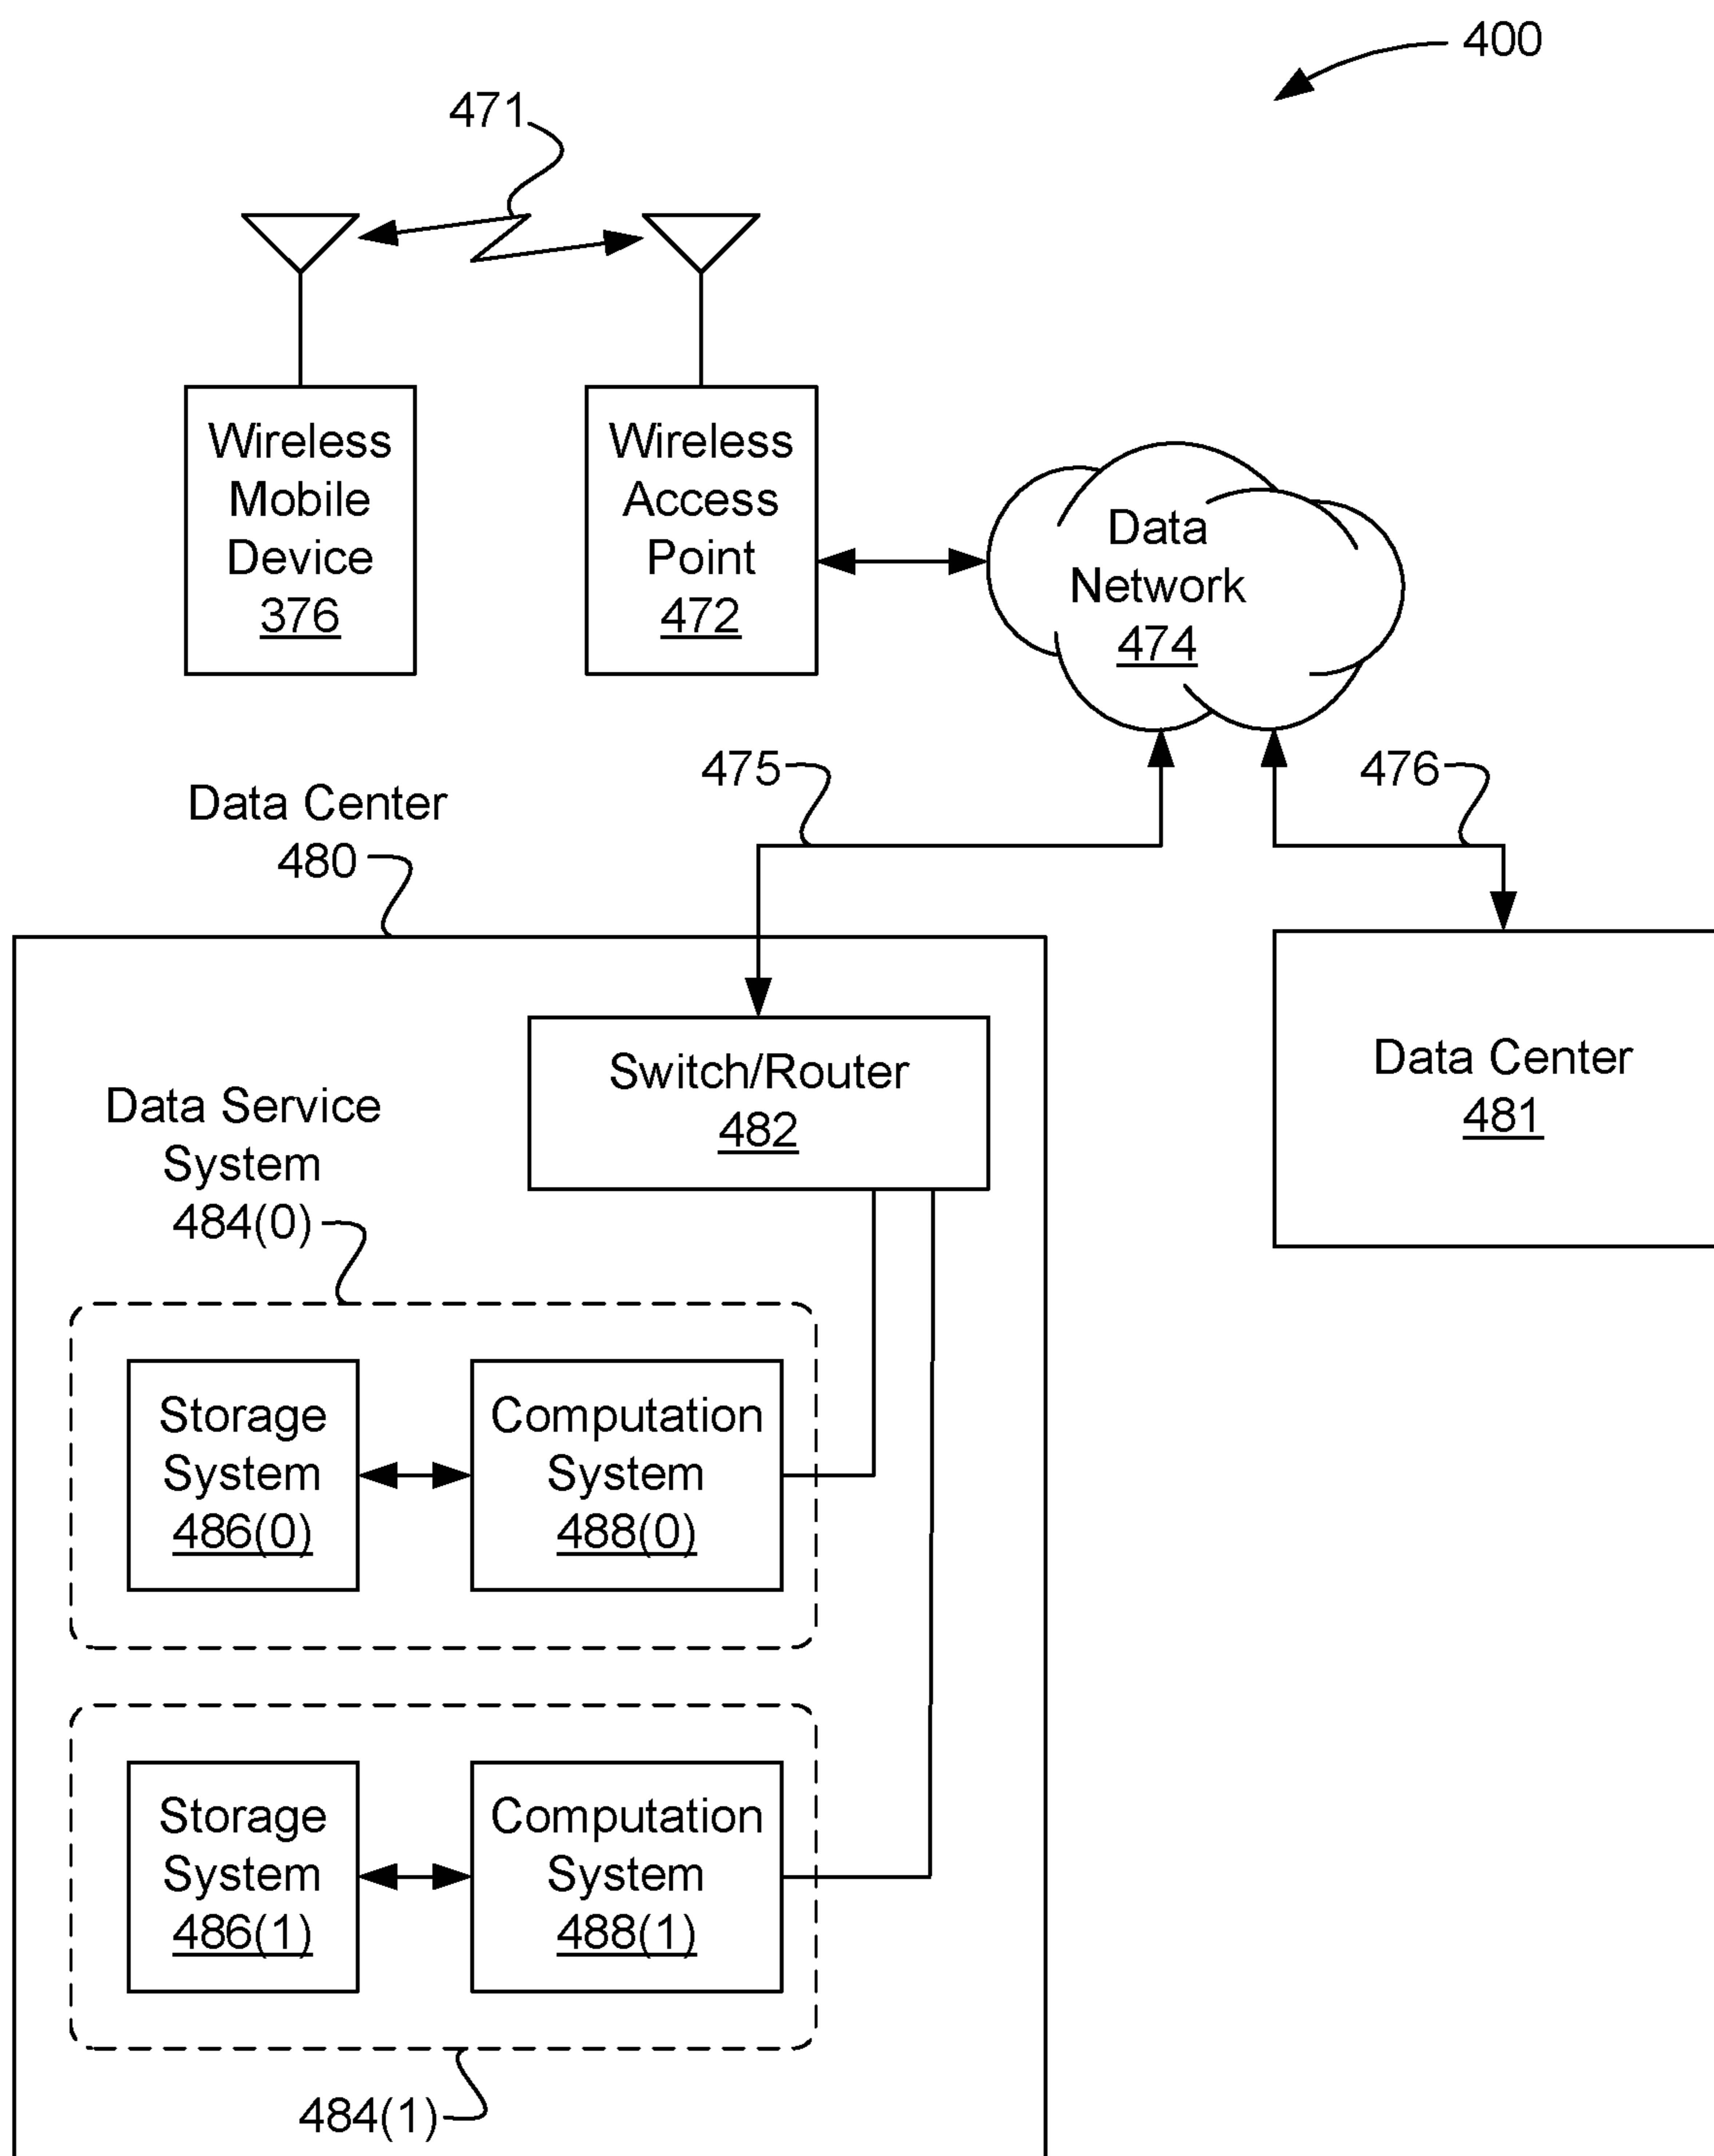 400
471
Wireless
Mobile
Device
376
Wireless
Access
Point
472
Data
Network
474
475
476
Data Center
480
Switch/Router
482
Data Center
481
Data Service
System
484(0)
Storage
System
486(0)
Computation
System
488(0)
Storage
System
486(1)
Computation
System
488(1)
484(1)